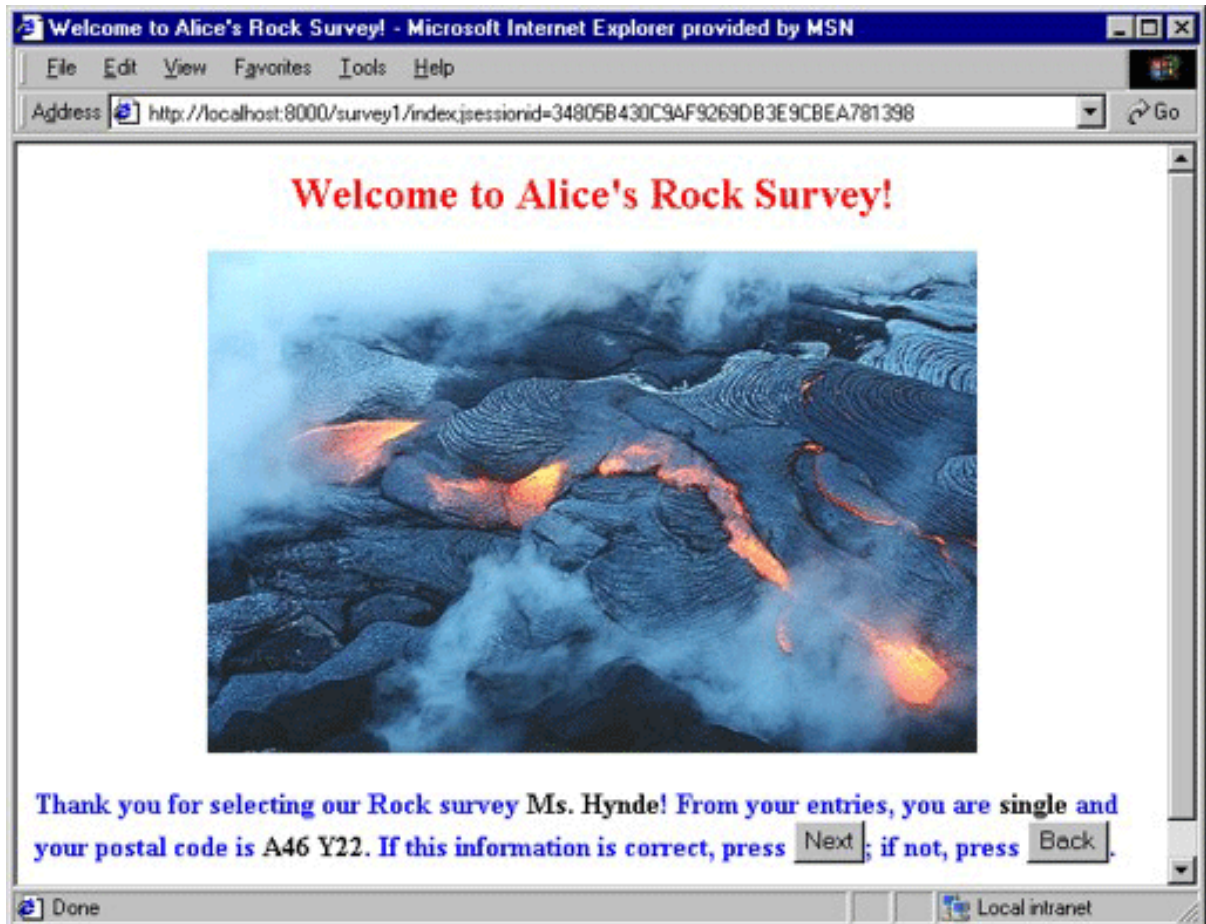 Welcome to Alice's Rock Survey! - Microsoft Internet Explorer provided by MSN
File Edit View Favorites Tools Help
Address http://localhost:8000/survey1/index;jsessionid=34805B430C9AF9269DB3E9CBEA781398 Go
Welcome to Alice's Rock Survey!
Thank you for selecting our Rock survey Ms. Hynde! From your entries, you are single and
your postal code is A46 Y22. If this information is correct, press Next; if not, press Back.
Done Local intranet